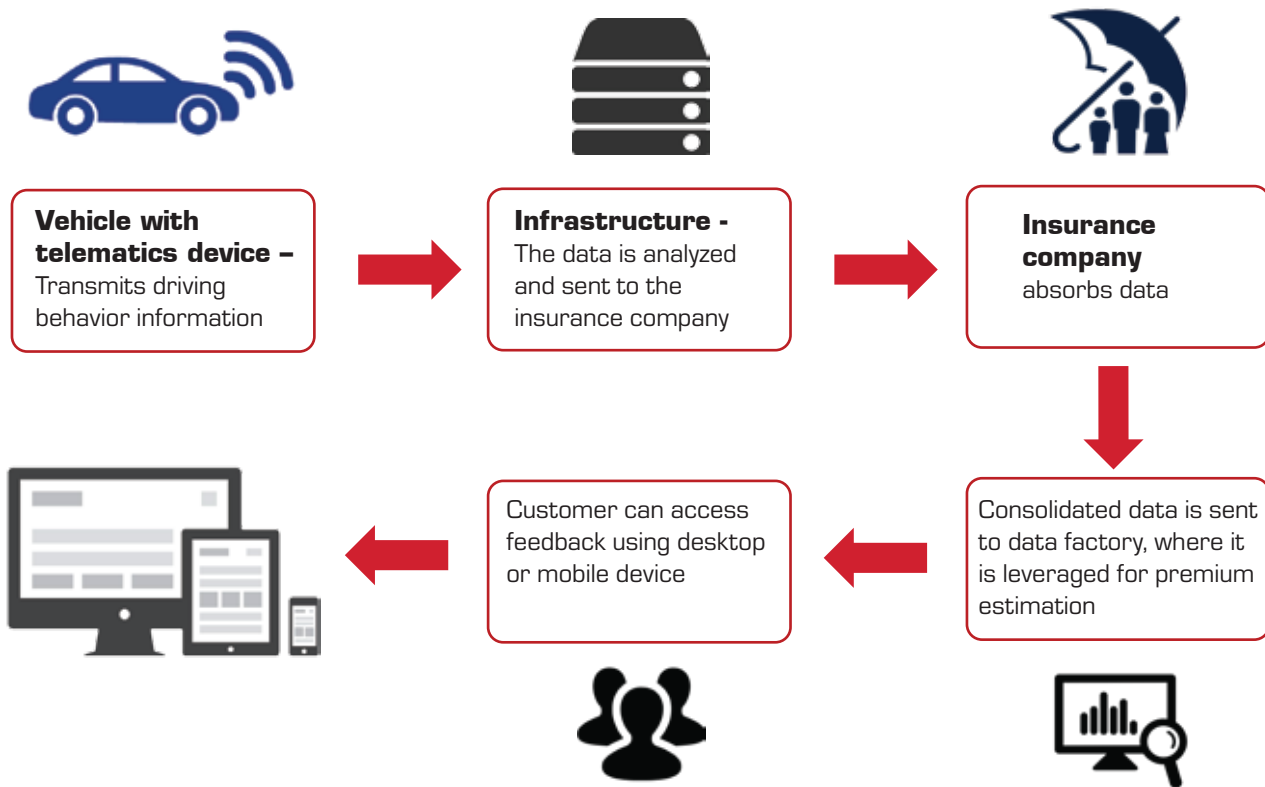 Vehicle with
telematics device –
Transmits driving
behavior information
Infrastructure -
The data is analyzed
and sent to the
insurance company
Insurance
company
absorbs data
Consolidated data is sent
to data factory, where it
is leveraged for premium
estimation
Customer can access
feedback using desktop
or mobile device